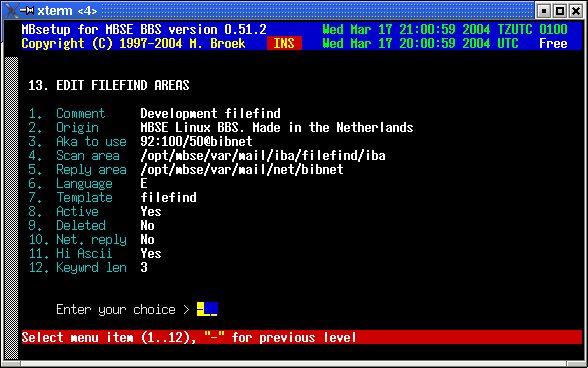 xterm <4>
MBsetup for MBSE BBS version 0.51.2 Wed Mar 17 21:00:59 2004 TZUTC 0100
Copyright (C) 1997-2004 M. Broek INS Wed Mar 17 20:00:59 2004 UTC Free
13. EDIT FILEFIND AREAS
1. Comment Development filefind
2. Origin MBSE Linux BBS. Made in the Netherlands
3. Aka to use 92:100/50@bibnet
4. Scan area /opt/mbse/var/mail/iba/filefind/iba
5. Reply area /opt/mbse/var/mail/net/bibnet
6. Language E
7. Template filefind
8. Active Yes
9. Deleted No
10. Net. reply No
11. Hi Ascii Yes
12. Keywrd len 3
Enter your choice > -
Select menu item (1..12), "-" for previous level